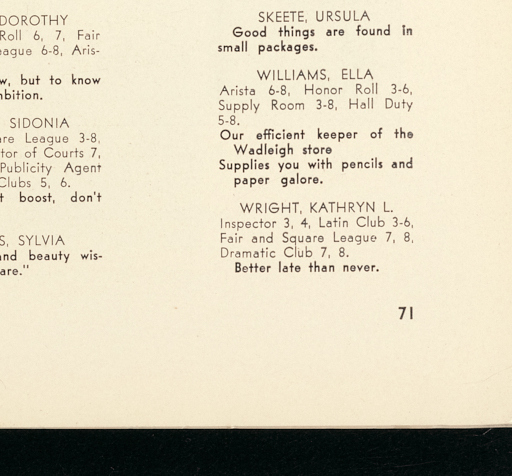 DOROTHY
Roll 6, 7, Fair
eague 6-8, Aris-
w, but to know
nbition.
SIDONIA
are League 3-8,
tor of Courts 7,
Publicity Agent
Clubs 5, 6.
t boost, don't
S, SYLVIA
and beauty wis-
are."
SKEETE, URSULA
Good things are found in
small packages.
WILLIAMS, ELLA
Arista 6-8, Honor Roll 3-6,
Supply Room 3-8, Hall Duty
5-8.
Our efficient keeper of the
Wadleigh store
Supplies you with pencils and
paper galore.
WRIGHT, KATHRYN L.
Inspector 3, 4, Latin Club 3-6,
Fair and Square League 7, 8,
Dramatic Club 7, 8.
Better late than never.
71